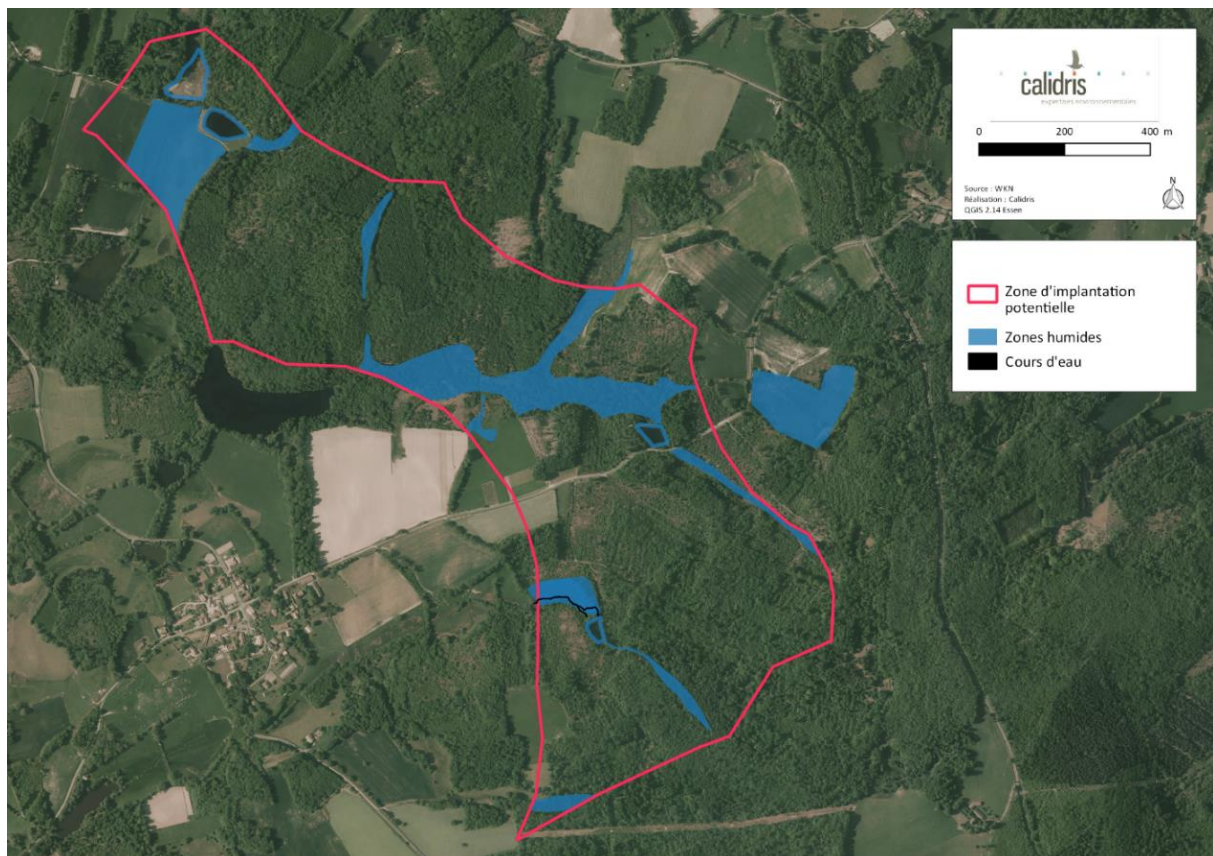 calidris
expertises environnementales
0 200 400 m
Source : WKN
Réalisation : Calidris
QGIS 2.14 Essen
N
Zone d'implantation
potentielle
Zones humides
Cours d'eau